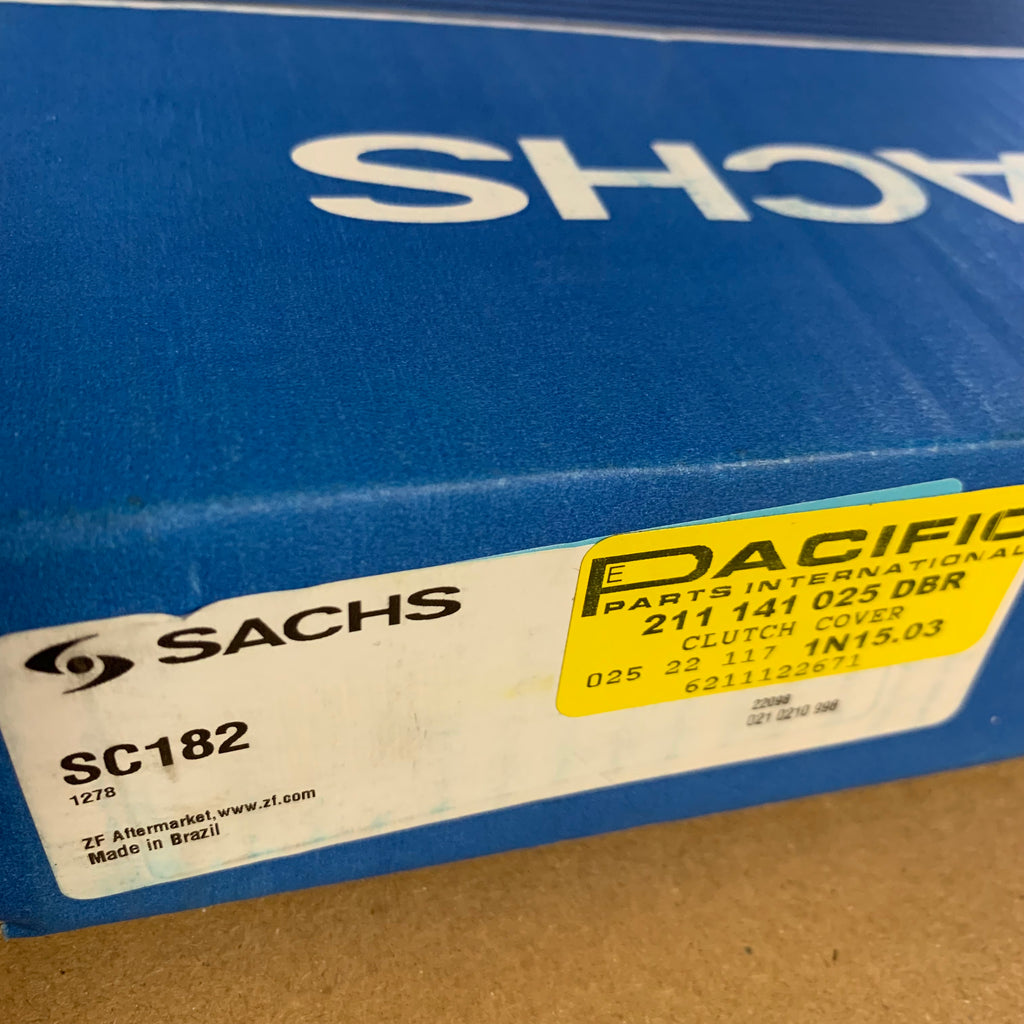 SACHS
SACHS
SC182
1278
ZF Aftermarket, www.zf.com
Made in Brazil
PACIFIC
PARTS INTERNATIONAL
211 141 025 DBR
CLUTCH COVER
025 22 117 1N15.03
6211122671
22098
021 0210 998